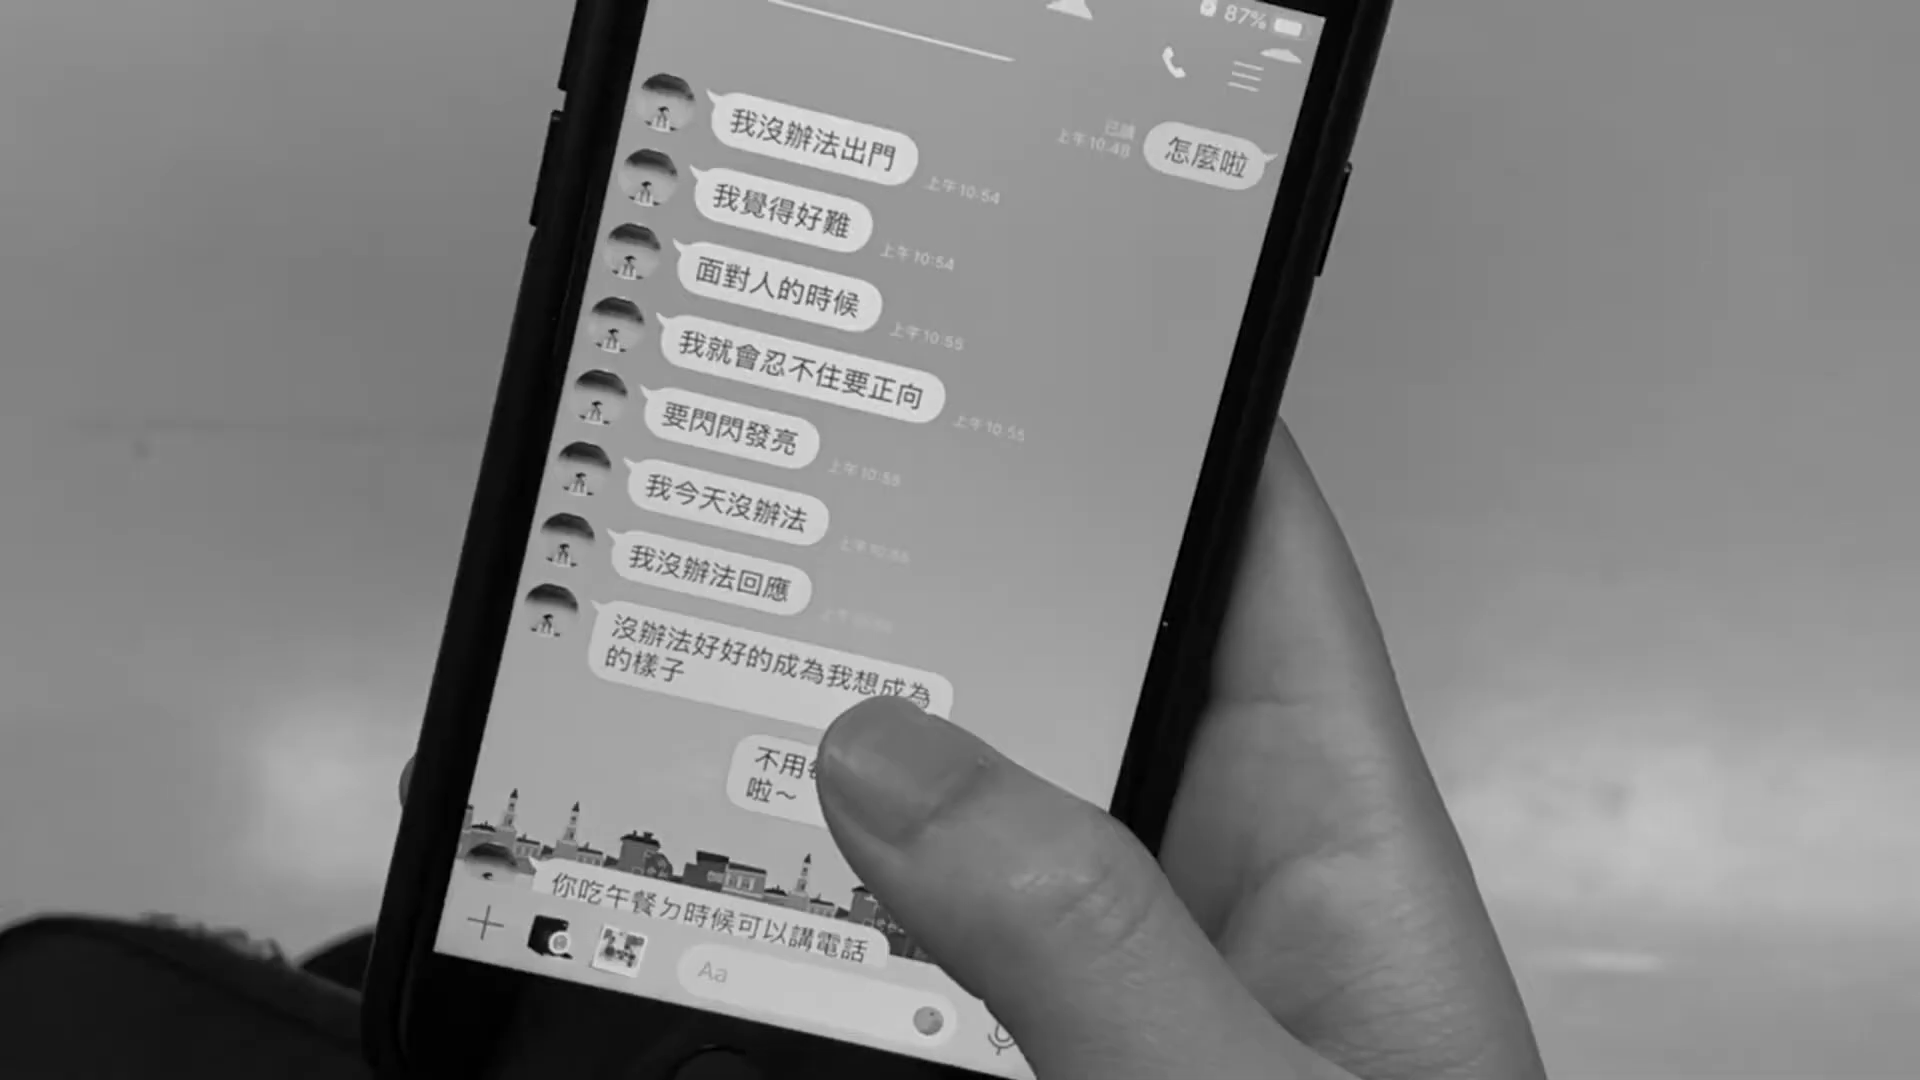 87%
已讀
上午10:48
怎麼啦
我沒辦法出門
上午10:54
我覺得好難
上午10:54
面對人的時候
上午10:55
我就會忍不住要正向
上午10:55
要閃閃發亮
上午10:55
我今天沒辦法
上午10:55
我沒辦法回應
沒辦法好好的成為我想成為
的樣子
不用
啦～
你吃午餐ㄉ時候可以講電話
Aa